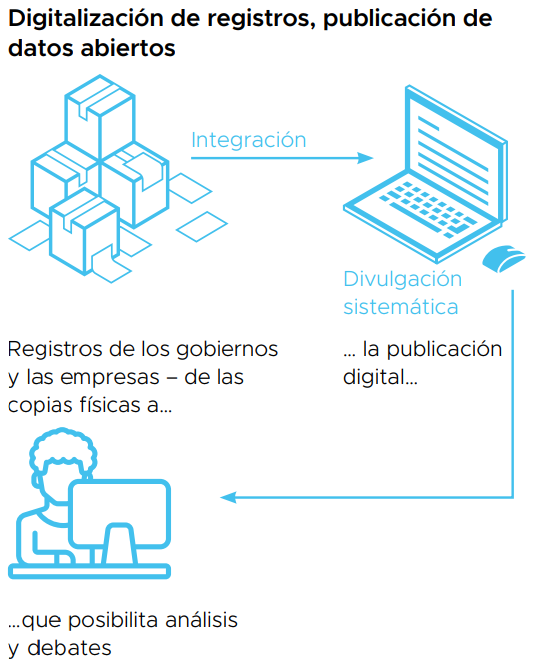 Digitalización de registros, publicación de
datos abiertos
Integración
Divulgación
sistemática
Registros de los gobiernos
y las empresas – de las
copias físicas a...
... la publicación
digital...
...que posibilita análisis
y debates